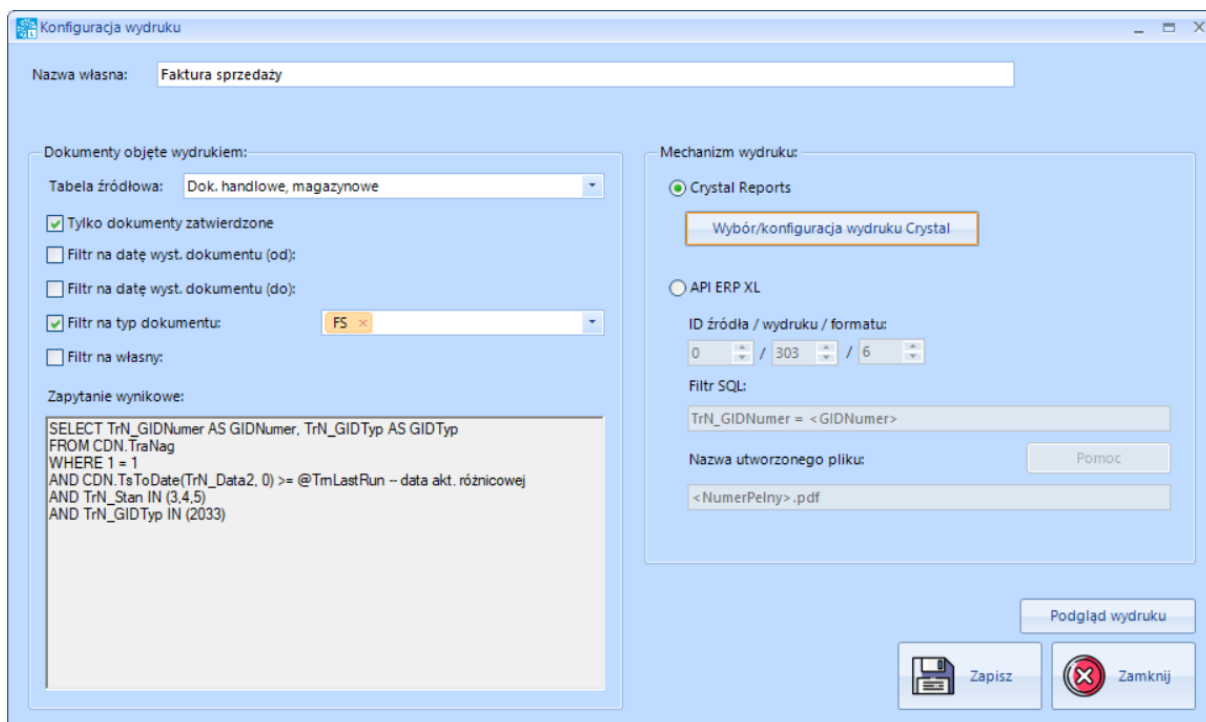 Konfiguracja wydruku
Nazwa własna: Faktura sprzedaży
Dokumenty objęte wydrukiem:
Tabela źródłowa: Dok. handlowe, magazynowe
Tylko dokumenty zatwierdzone
Filtr na datę wyst. dokumentu (od):
Filtr na datę wyst. dokumentu (do):
Filtr na typ dokumentu: FS ×
Filtr na własny:
Zapytanie wynikowe:
SELECT TrN_GIDNumer AS GIDNumer, TrN_GIDTyp AS GIDTyp
FROM CDN.TraNag
WHERE 1 = 1
AND CDN.TsToDate(TrN_Data2, 0) >= @TmLastRun -- data akt. różnicowej
AND TrN_Stan IN (3,4,5)
AND TrN_GIDTyp IN (2033)
Mechanizm wydruku:
Crystal Reports
Wybór/konfiguracja wydruku Crystal
API ERP XL
ID źródła / wydruku / formatu:
0 / 303 / 6
Filtr SQL:
TrN_GIDNumer = <GIDNumer>
Nazwa utworzonego pliku: Pomoc
<NumerPelny>.pdf
Podgląd wydruku
Zapisz Zamknij